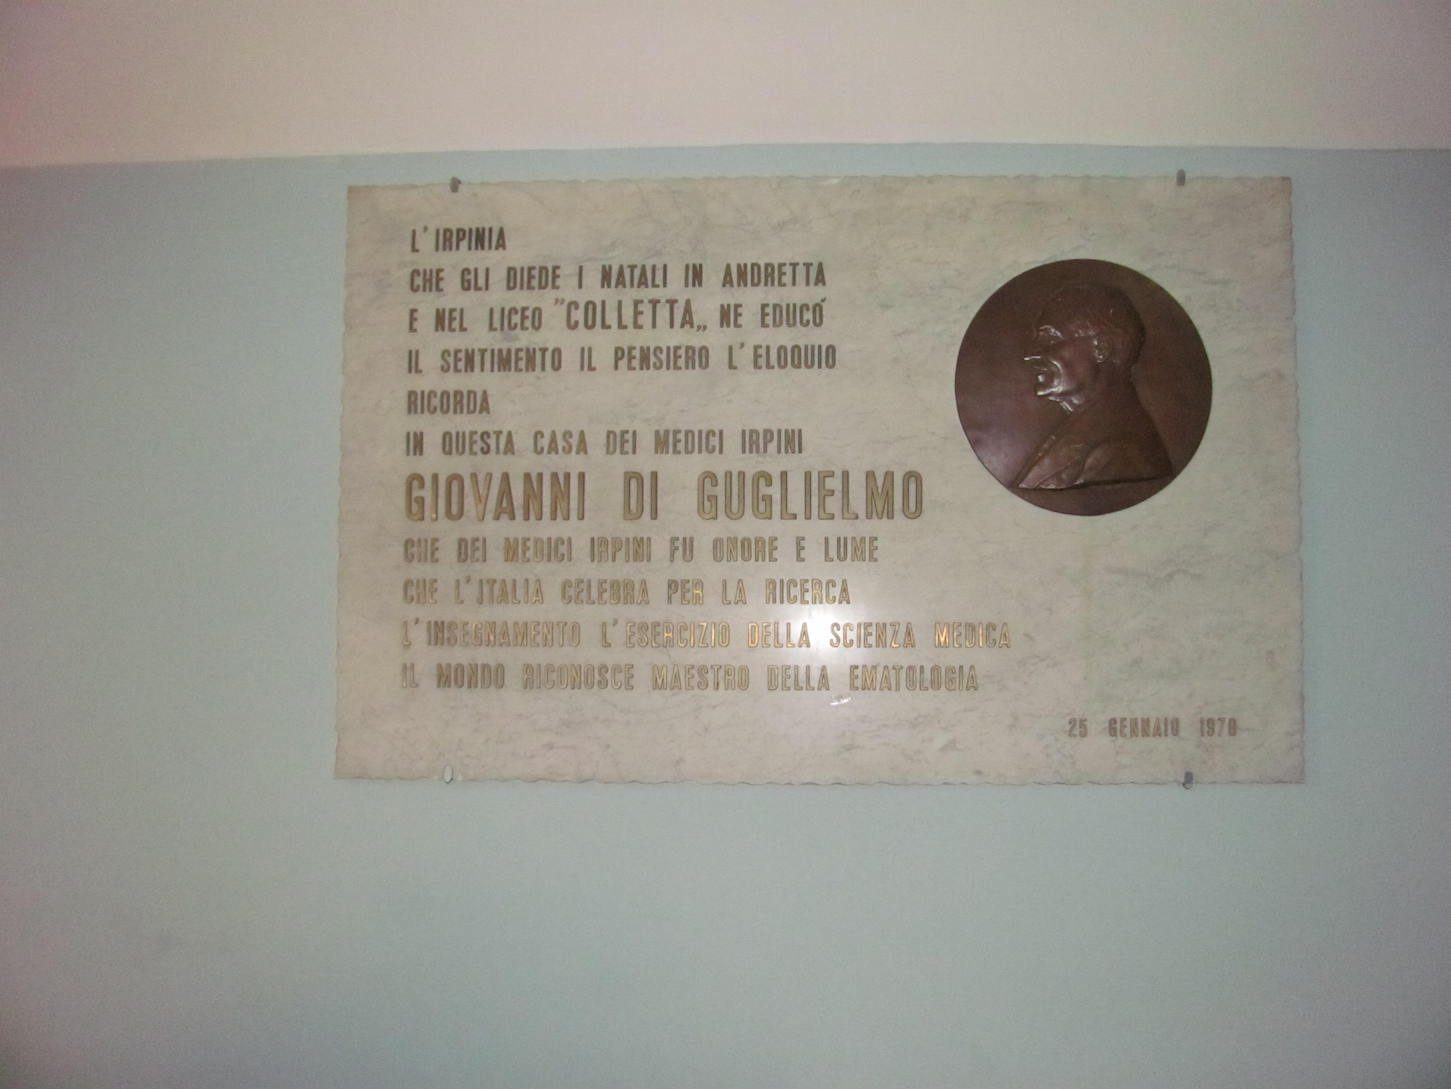 L'IRPINIA
CHE GLI DIEDE I NATALI IN ANDRETTA
E NEL LICEO "COLLETTA„ NE EDUCÓ
IL SENTIMENTO IL PENSIERO L'ELOQUIO
RICORDA
IN QUESTA CASA DEI MEDICI IRPINI
GIOVANNI DI GUGLIELMO
CHE DEI MEDICI IRPINI FU ONORE E LUME
CHE L'ITALIA CELEBRA PER LA RICERCA
L'INSEGNAMENTO L'ESERCIZIO DELLA SCIENZA MEDICA
IL MONDO RICONOSCE MAESTRO DELLA EMATOLOGIA
25 GENNAIO 1970